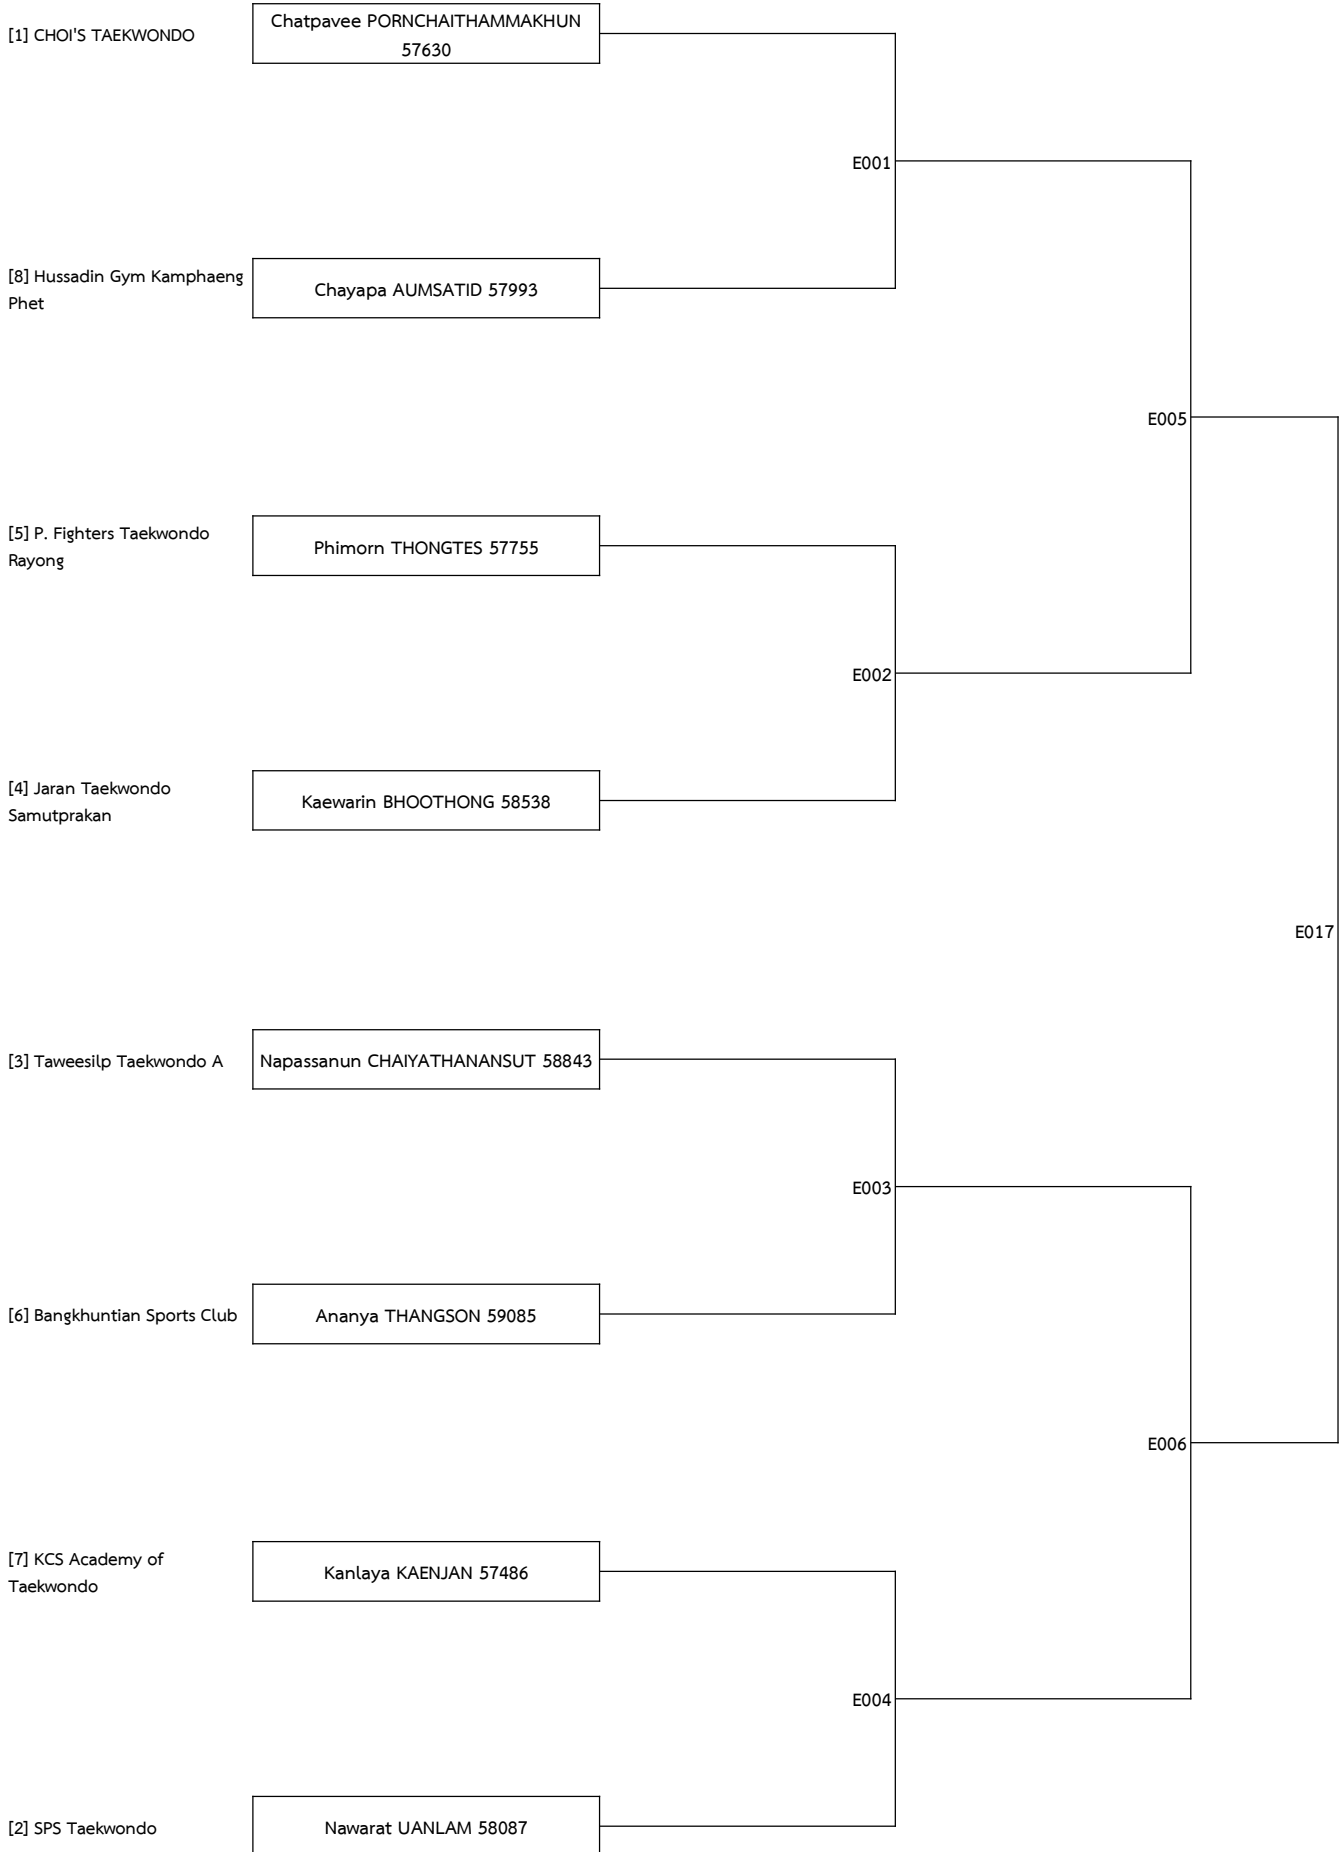 [1] CHOI'S TAEKWONDO
Chatpavee PORNCHAITHAMMAKHUN
57630
E001
[8] Hussadin Gym Kamphaeng
Phet
Chayapa AUMSATID 57993
E005
[5] P. Fighters Taekwondo
Rayong
Phimorn THONGTES 57755
E002
[4] Jaran Taekwondo
Samutprakan
Kaewarin BHOOTHONG 58538
E017
[3] Taweesilp Taekwondo A
Napassanun CHAIYATHANANSUT 58843
E003
[6] Bangkhuntian Sports Club
Ananya THANGSON 59085
E006
[7] KCS Academy of
Taekwondo
Kanlaya KAENJAN 57486
E004
[2] SPS Taekwondo
Nawarat UANLAM 58087